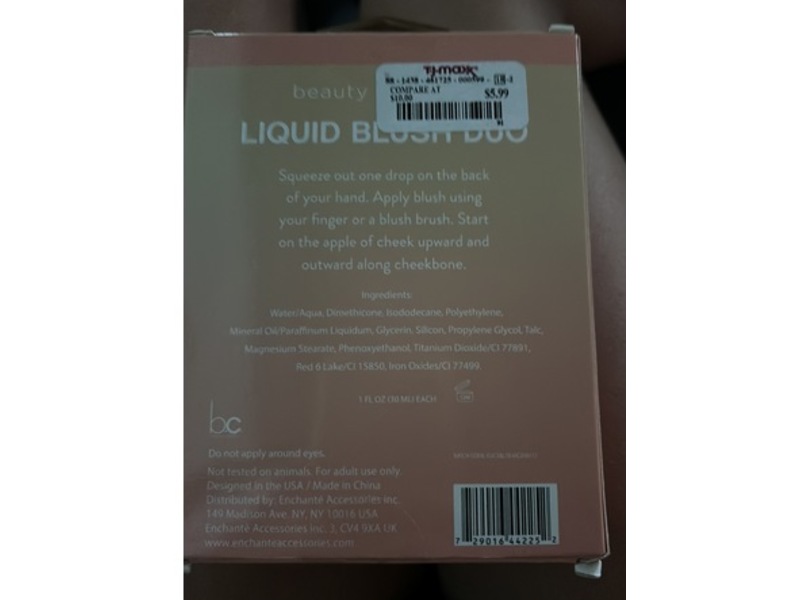 T.J.maxx
COMPARE AT
$10.00 $5.99
beauty
LIQUID BLUSH DUO
Squeeze out one drop on the back
of your hand. Apply blush using
your finger or a blush brush. Start
on the apple of cheek upward and
outward along cheekbone.
Ingredients:
Water/Aqua, Dimethicone, Isododecane, Polyethylene,
Mineral Oil/Paraffinum Liquidum, Glycerin, Silicon, Propylene Glycol, Talc,
Magnesium Stearate, Phenoxyethanol, Titanium Dioxide/CI 77891,
Red 6 Lake/CI 15850, Iron Oxides/CI 77499.
1 FL OZ (30 ML) EACH
bc
Do not apply around eyes.
Not tested on animals. For adult use only.
Designed in the USA / Made in China
Distributed by: Enchanté Accessories inc.
149 Madison Ave. NY, NY 10016 USA
Enchanté Accessories Inc. 3, CV4 9XA UK
www.enchanteaccessories.com
7 29016 44225 2